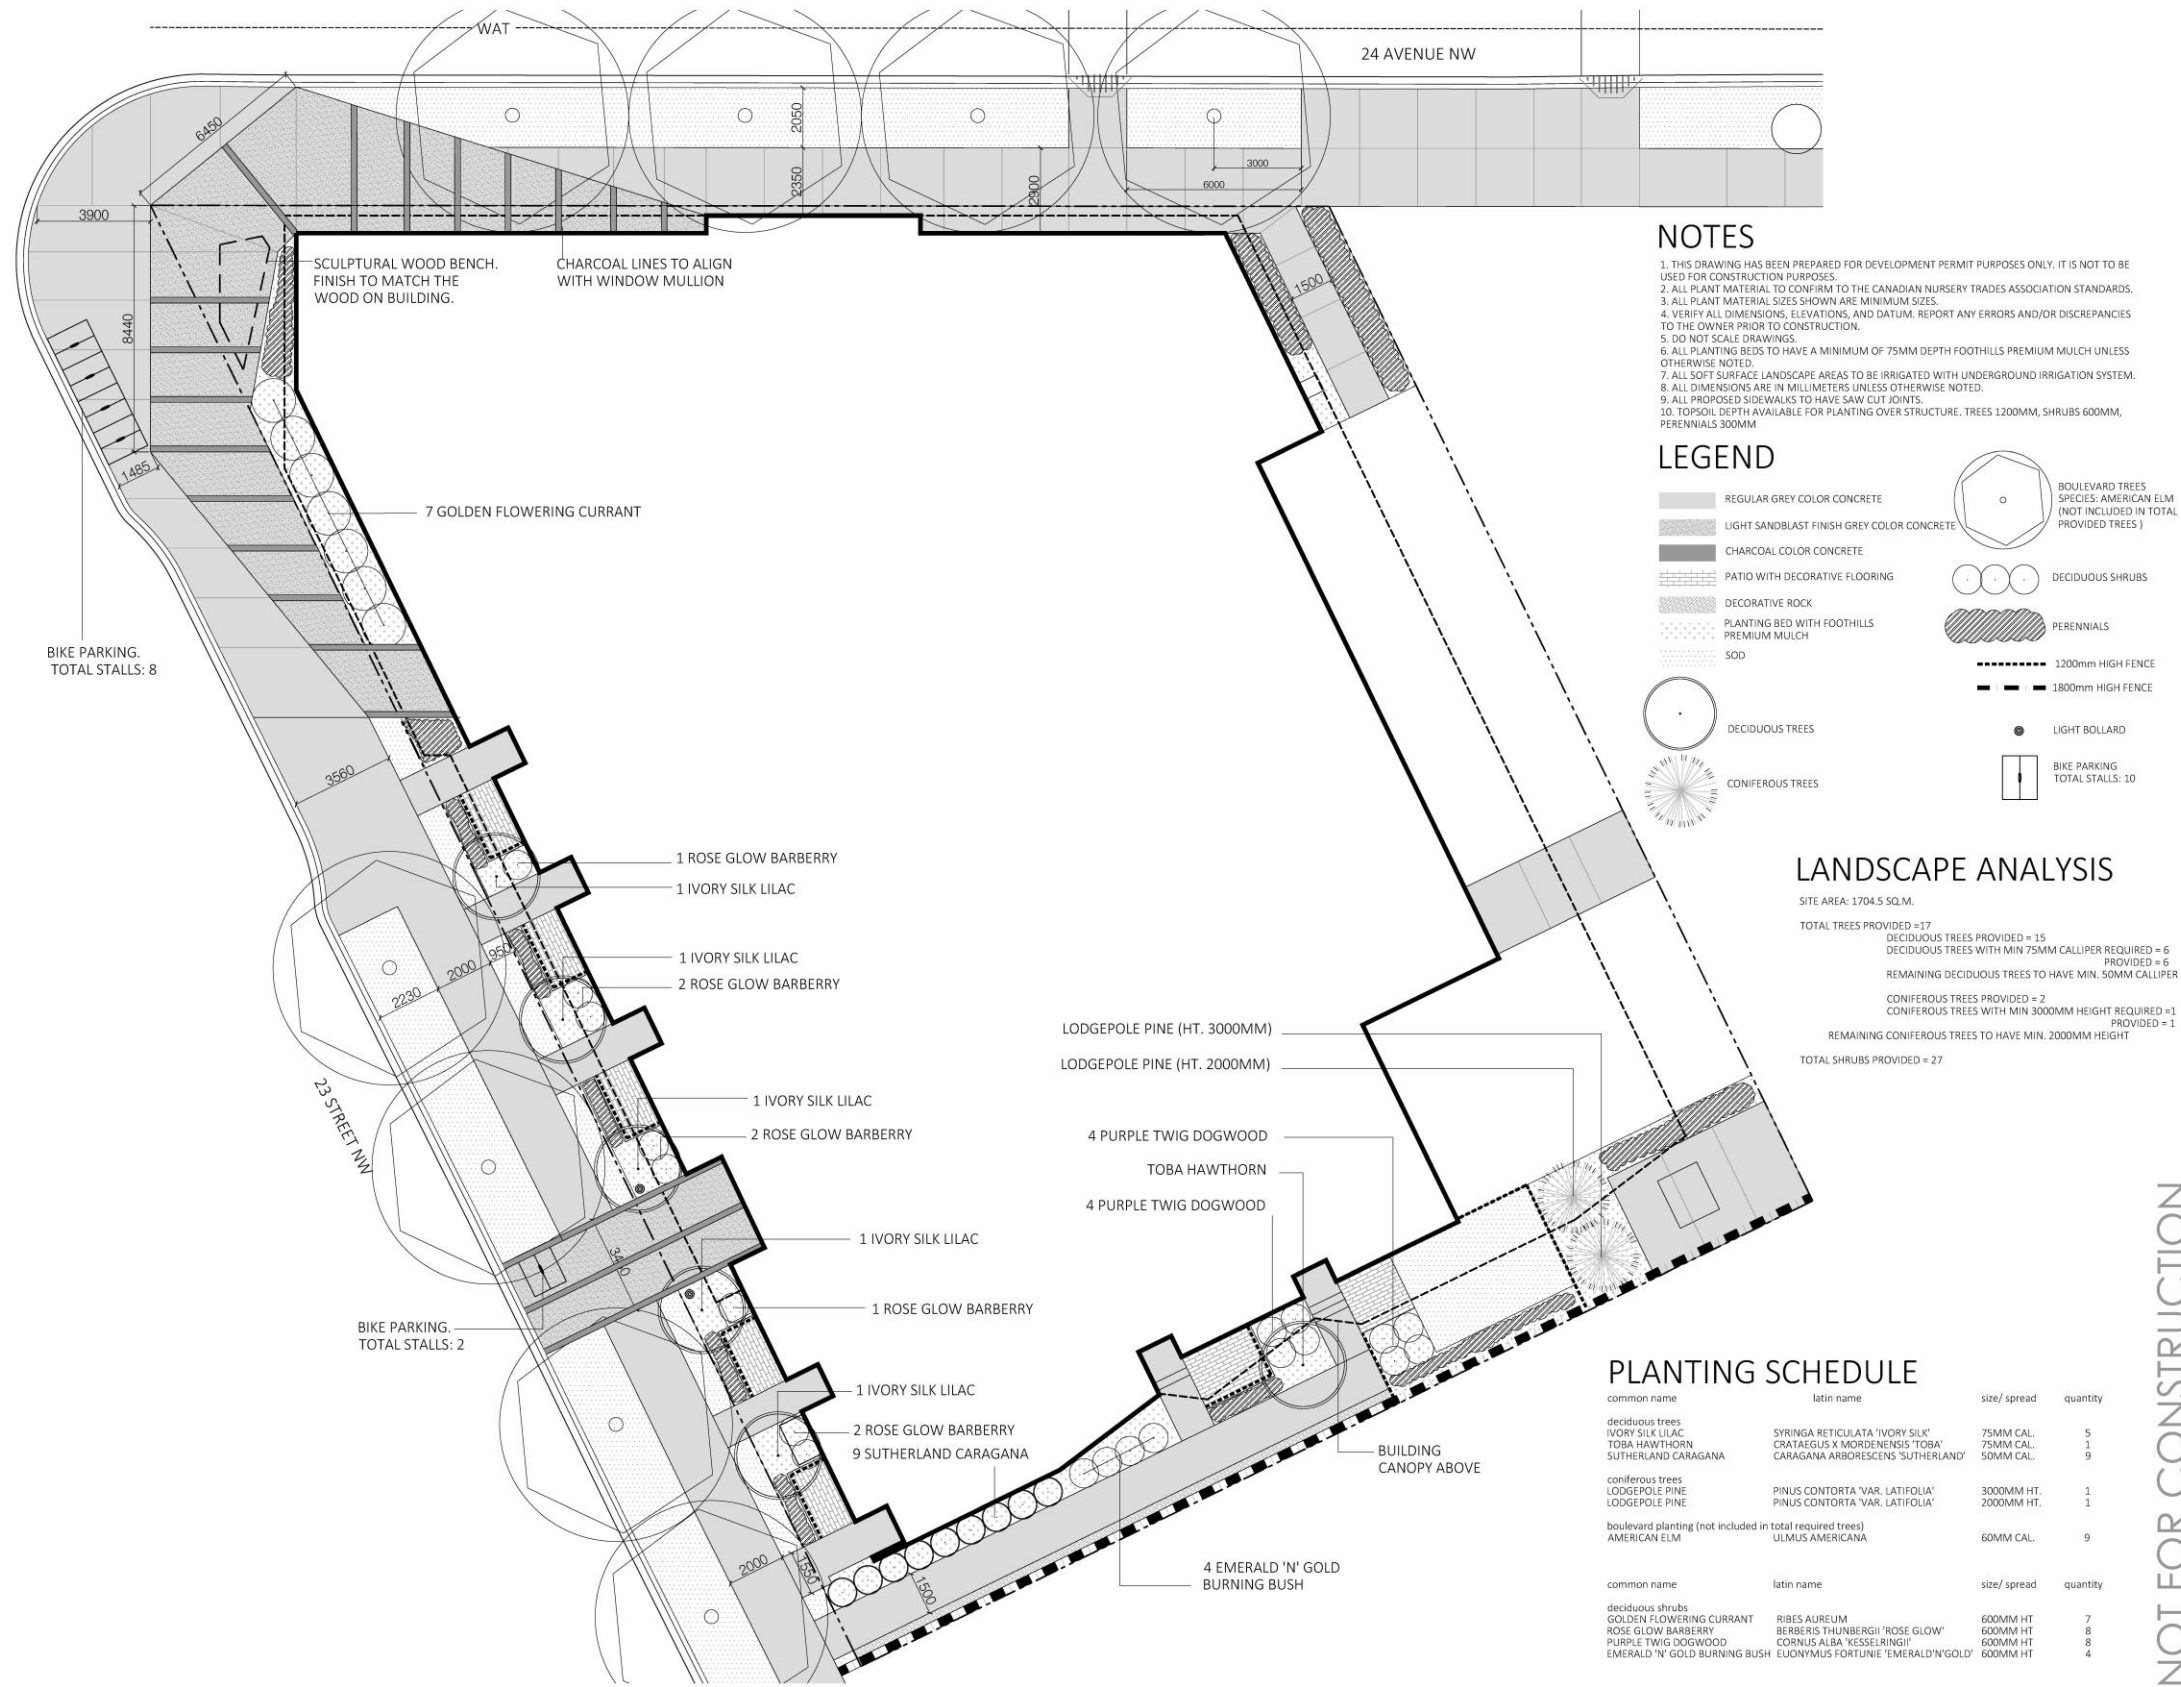 WAT
24 AVENUE NW
6450
2050
2350
2900
3000
6000
3900
8440
1485
1500
SCULPTURAL WOOD BENCH.
FINISH TO MATCH THE
WOOD ON BUILDING.
CHARCOAL LINES TO ALIGN
WITH WINDOW MULLION
7 GOLDEN FLOWERING CURRANT
BIKE PARKING.
TOTAL STALLS: 8
3560
1 ROSE GLOW BARBERRY
1 IVORY SILK LILAC
1 IVORY SILK LILAC
2 ROSE GLOW BARBERRY
950
2000
2230
23 STREET NW
1 IVORY SILK LILAC
2 ROSE GLOW BARBERRY
1 IVORY SILK LILAC
1 ROSE GLOW BARBERRY
BIKE PARKING.
TOTAL STALLS: 2
1 IVORY SILK LILAC
2 ROSE GLOW BARBERRY
9 SUTHERLAND CARAGANA
2000
1550
1500
LODGEPOLE PINE (HT. 3000MM)
LODGEPOLE PINE (HT. 2000MM)
4 PURPLE TWIG DOGWOOD
TOBA HAWTHORN
4 PURPLE TWIG DOGWOOD
BUILDING
CANOPY ABOVE
4 EMERALD 'N' GOLD
BURNING BUSH
NOTES
1. THIS DRAWING HAS BEEN PREPARED FOR DEVELOPMENT PERMIT PURPOSES ONLY. IT IS NOT TO BE
USED FOR CONSTRUCTION PURPOSES.
2. ALL PLANT MATERIAL TO CONFIRM TO THE CANADIAN NURSERY TRADES ASSOCIATION STANDARDS.
3. ALL PLANT MATERIAL SIZES SHOWN ARE MINIMUM SIZES.
4. VERIFY ALL DIMENSIONS, ELEVATIONS, AND DATUM. REPORT ANY ERRORS AND/OR DISCREPANCIES
TO THE OWNER PRIOR TO CONSTRUCTION.
5. DO NOT SCALE DRAWINGS.
6. ALL PLANTING BEDS TO HAVE A MINIMUM OF 75MM DEPTH FOOTHILLS PREMIUM MULCH UNLESS
OTHERWISE NOTED.
7. ALL SOFT SURFACE LANDSCAPE AREAS TO BE IRRIGATED WITH UNDERGROUND IRRIGATION SYSTEM.
8. ALL DIMENSIONS ARE IN MILLIMETERS UNLESS OTHERWISE NOTED.
9. ALL PROPOSED SIDEWALKS TO HAVE SAW CUT JOINTS.
10. TOPSOIL DEPTH AVAILABLE FOR PLANTING OVER STRUCTURE. TREES 1200MM, SHRUBS 600MM,
PERENNIALS 300MM
LEGEND
REGULAR GREY COLOR CONCRETE
LIGHT SANDBLAST FINISH GREY COLOR CONCRETE
CHARCOAL COLOR CONCRETE
PATIO WITH DECORATIVE FLOORING
DECORATIVE ROCK
PLANTING BED WITH FOOTHILLS
PREMIUM MULCH
SOD
DECIDUOUS TREES
CONIFEROUS TREES
BOULEVARD TREES
SPECIES: AMERICAN ELM
(NOT INCLUDED IN TOTAL
PROVIDED TREES )
DECIDUOUS SHRUBS
PERENNIALS
1200mm HIGH FENCE
1800mm HIGH FENCE
LIGHT BOLLARD
BIKE PARKING
TOTAL STALLS: 10
LANDSCAPE ANALYSIS
SITE AREA: 1704.5 SQ.M.
TOTAL TREES PROVIDED =17
DECIDUOUS TREES PROVIDED = 15
DECIDUOUS TREES WITH MIN 75MM CALLIPER REQUIRED = 6
PROVIDED = 6
REMAINING DECIDUOUS TREES TO HAVE MIN. 50MM CALLIPER
CONIFEROUS TREES PROVIDED = 2
CONIFEROUS TREES WITH MIN 3000MM HEIGHT REQUIRED =1
PROVIDED = 1
REMAINING CONIFEROUS TREES TO HAVE MIN. 2000MM HEIGHT
TOTAL SHRUBS PROVIDED = 27
PLANTING SCHEDULE
common name latin name size/ spread quantity
deciduous trees
IVORY SILK LILAC SYRINGA RETICULATA 'IVORY SILK' 75MM CAL. 5
TOBA HAWTHORN CRATAEGUS X MORDENENSIS 'TOBA' 75MM CAL. 1
SUTHERLAND CARAGANA CARAGANA ARBORESCENS 'SUTHERLAND' 50MM CAL. 9
coniferous trees
LODGEPOLE PINE PINUS CONTORTA 'VAR. LATIFOLIA' 3000MM HT. 1
LODGEPOLE PINE PINUS CONTORTA 'VAR. LATIFOLIA' 2000MM HT. 1
boulevard planting (not included in total required trees)
AMERICAN ELM ULMUS AMERICANA 60MM CAL. 9
common name latin name size/ spread quantity
deciduous shrubs
GOLDEN FLOWERING CURRANT RIBES AUREUM 600MM HT 7
ROSE GLOW BARBERRY BERBERIS THUNBERGII 'ROSE GLOW' 600MM HT 8
PURPLE TWIG DOGWOOD CORNUS ALBA 'KESSELRINGII' 600MM HT 8
EMERALD 'N' GOLD BURNING BUSH EUONYMUS FORTUNIE 'EMERALD'N'GOLD' 600MM HT 4
NOT FOR CONSTRUCTION